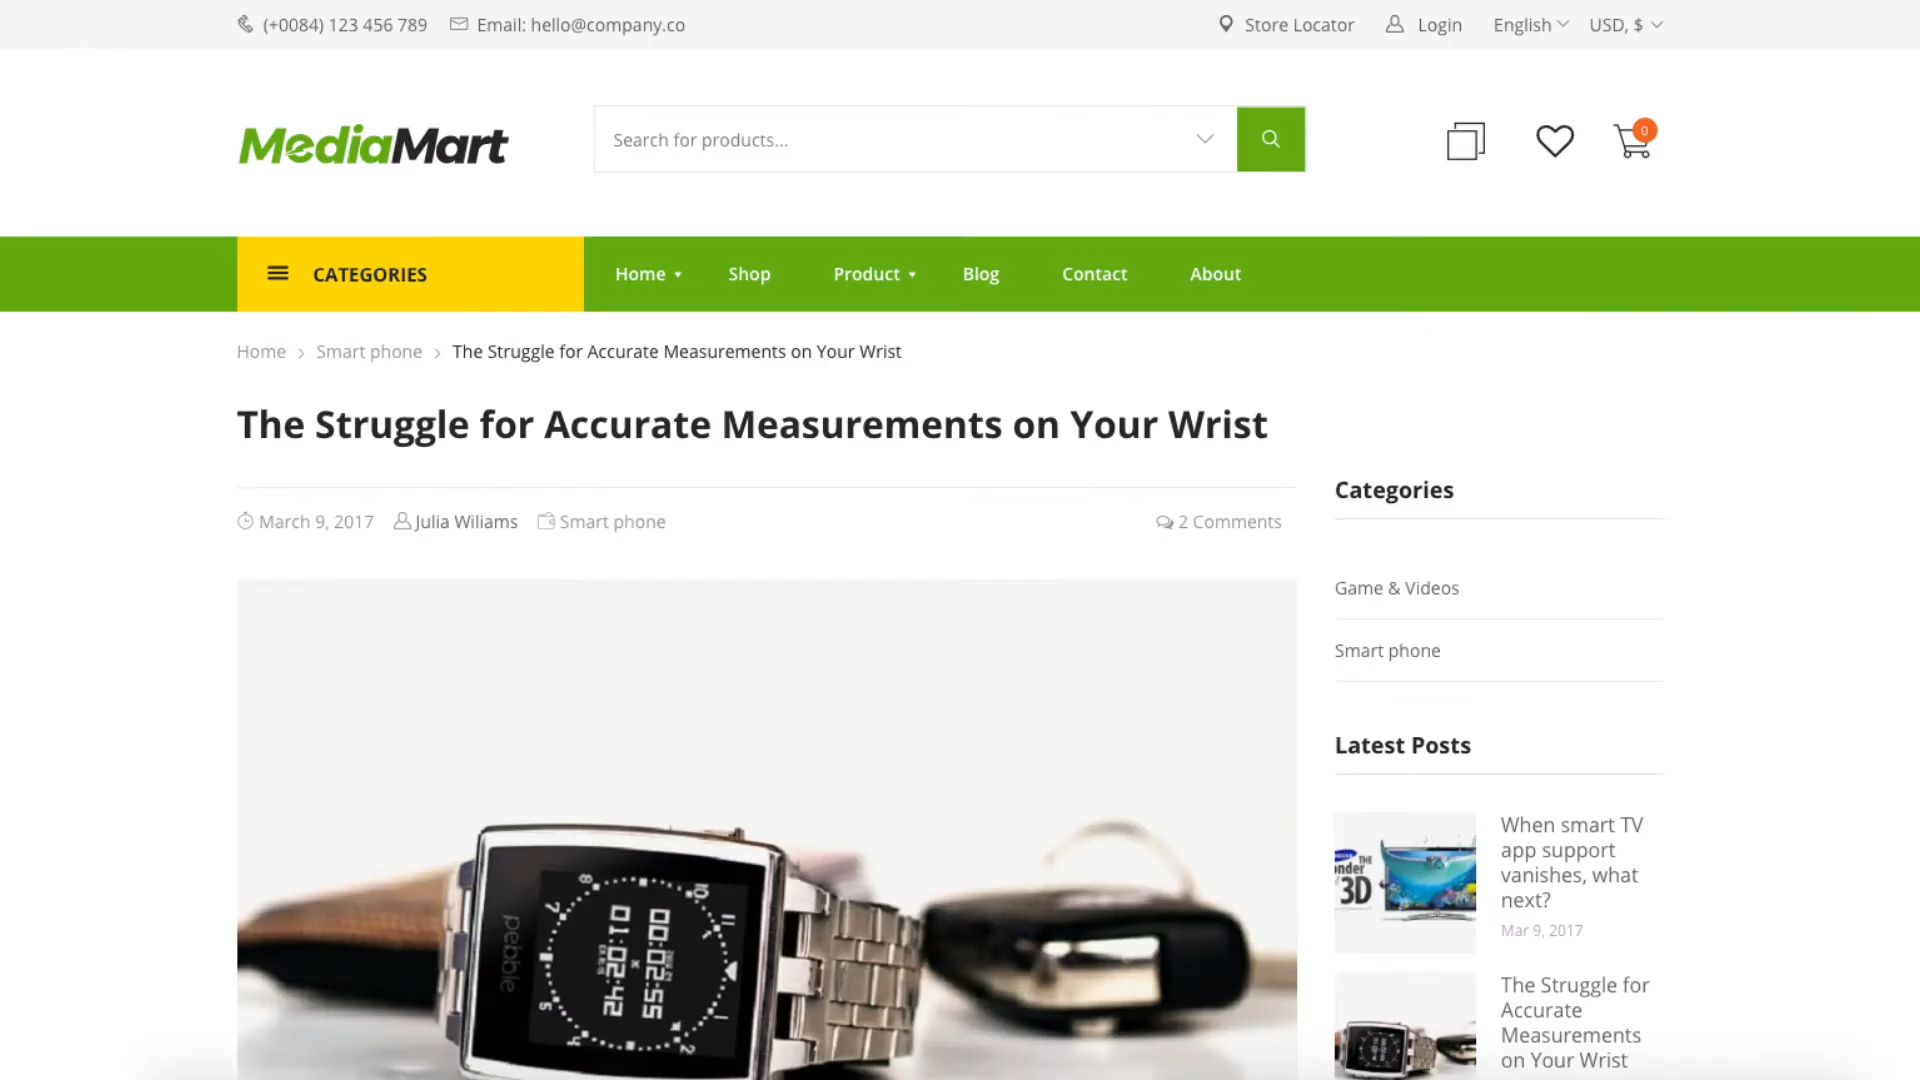 (+0084) 123 456 789 Email: hello@company.co Store Locator Login English USD, $
MediaMart Search for products... 0
CATEGORIES Home Shop Product Blog Contact About
Home > Smart phone > The Struggle for Accurate Measurements on Your Wrist
The Struggle for Accurate Measurements on Your Wrist
March 9, 2017 Julia Wiliams Smart phone 2 Comments
pebble
Categories
Game & Videos
Smart phone
Latest Posts
When smart TV
app support
vanishes, what
next?
Mar 9, 2017
The Struggle for
Accurate
Measurements
on Your Wrist